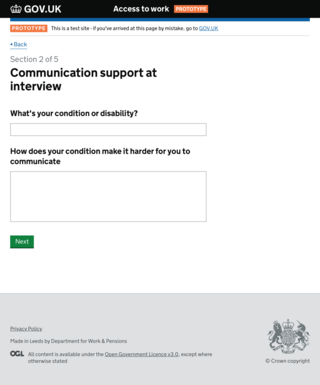 GOV.UK
Access to work PROTOTYPE
PROTOTYPE This is a test site - if you've arrived at this page by mistake, go to GOV.UK
Back
Section 2 of 5
Communication support at
interview
What's your condition or disability?
How does your condition make it harder for you to
communicate
Next
Privacy Policy
Made in Leeds by Department for Work & Pensions
OGL All content is available under the Open Government Licence v3.0, except where
otherwise stated
© Crown copyright